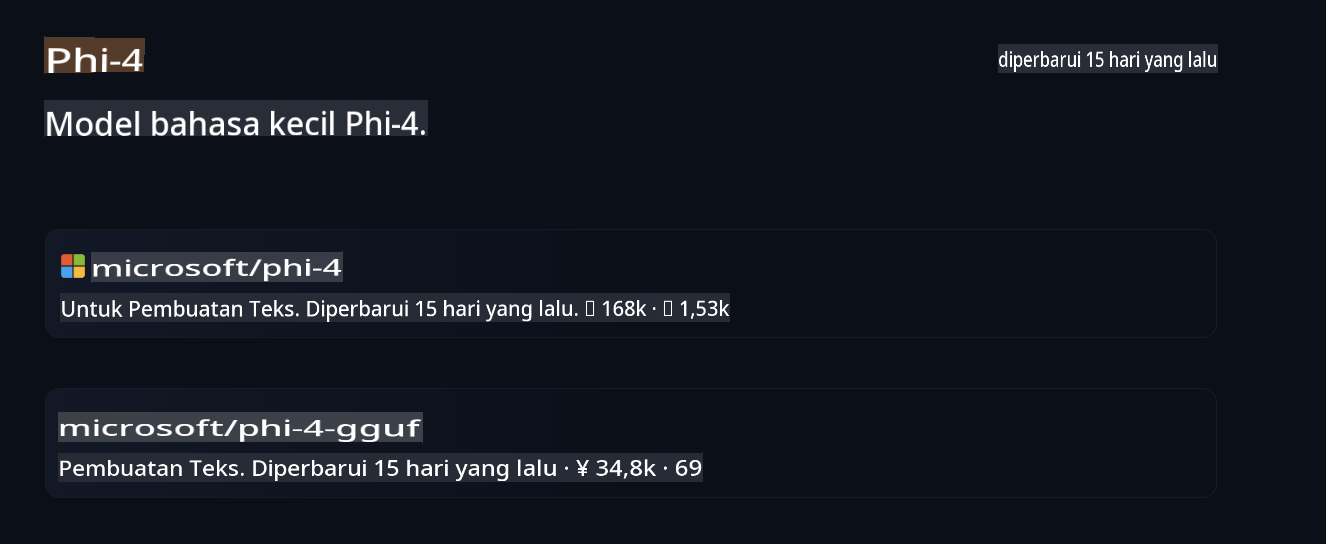 Phi-4
diperbarui 15 hari yang lalu
Model bahasa kecil Phi-4.
microsoft/phi-4
Untuk Pembuatan Teks. Diperbarui 15 hari yang lalu. ▯ 168k · ▯ 1,53k
microsoft/phi-4-gguf
Pembuatan Teks. Diperbarui 15 hari yang lalu · ¥ 34,8k · 69